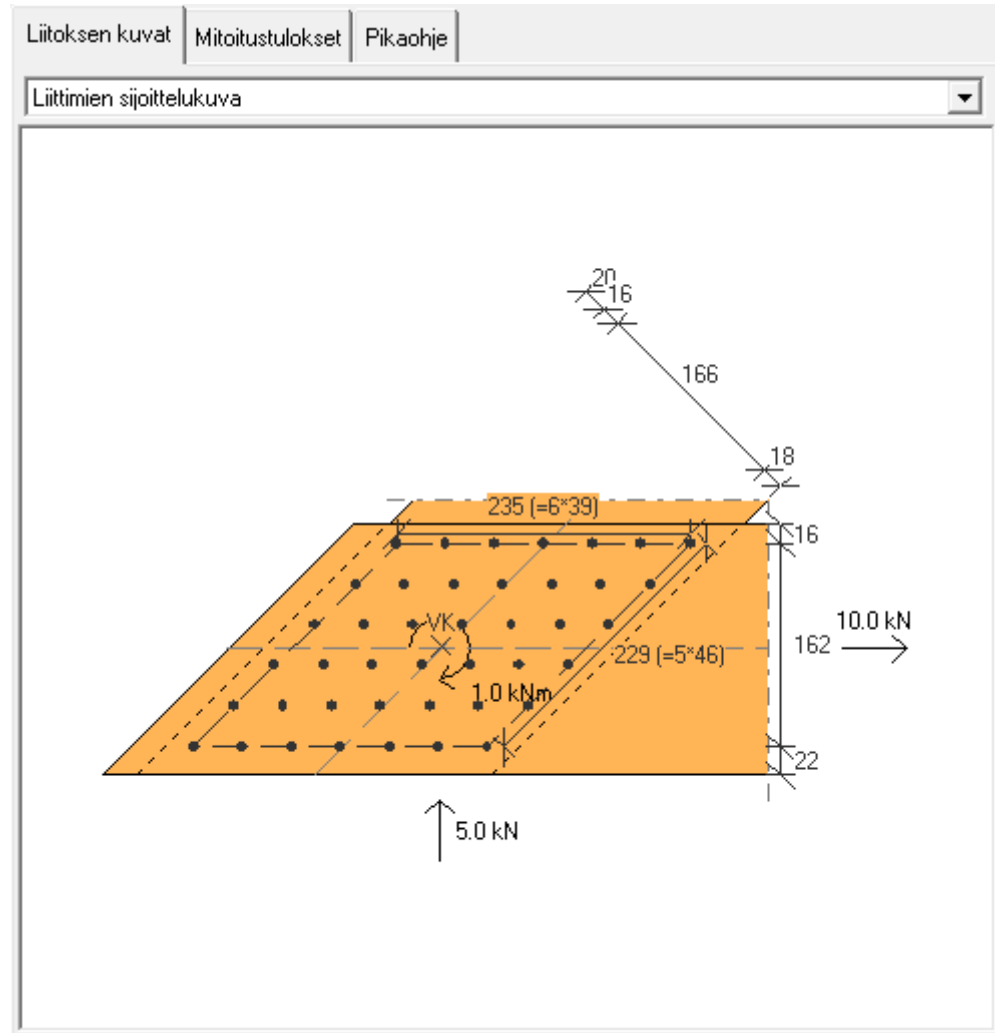 Liitoksen kuvat Mitoitustulokset Pikaohje
Liittimien sijoittelukuva
20
16
166
18
235 (=6*39)
16
10.0 kN
VK
162
229 (=5*46)
1.0 kNm
22
5.0 kN